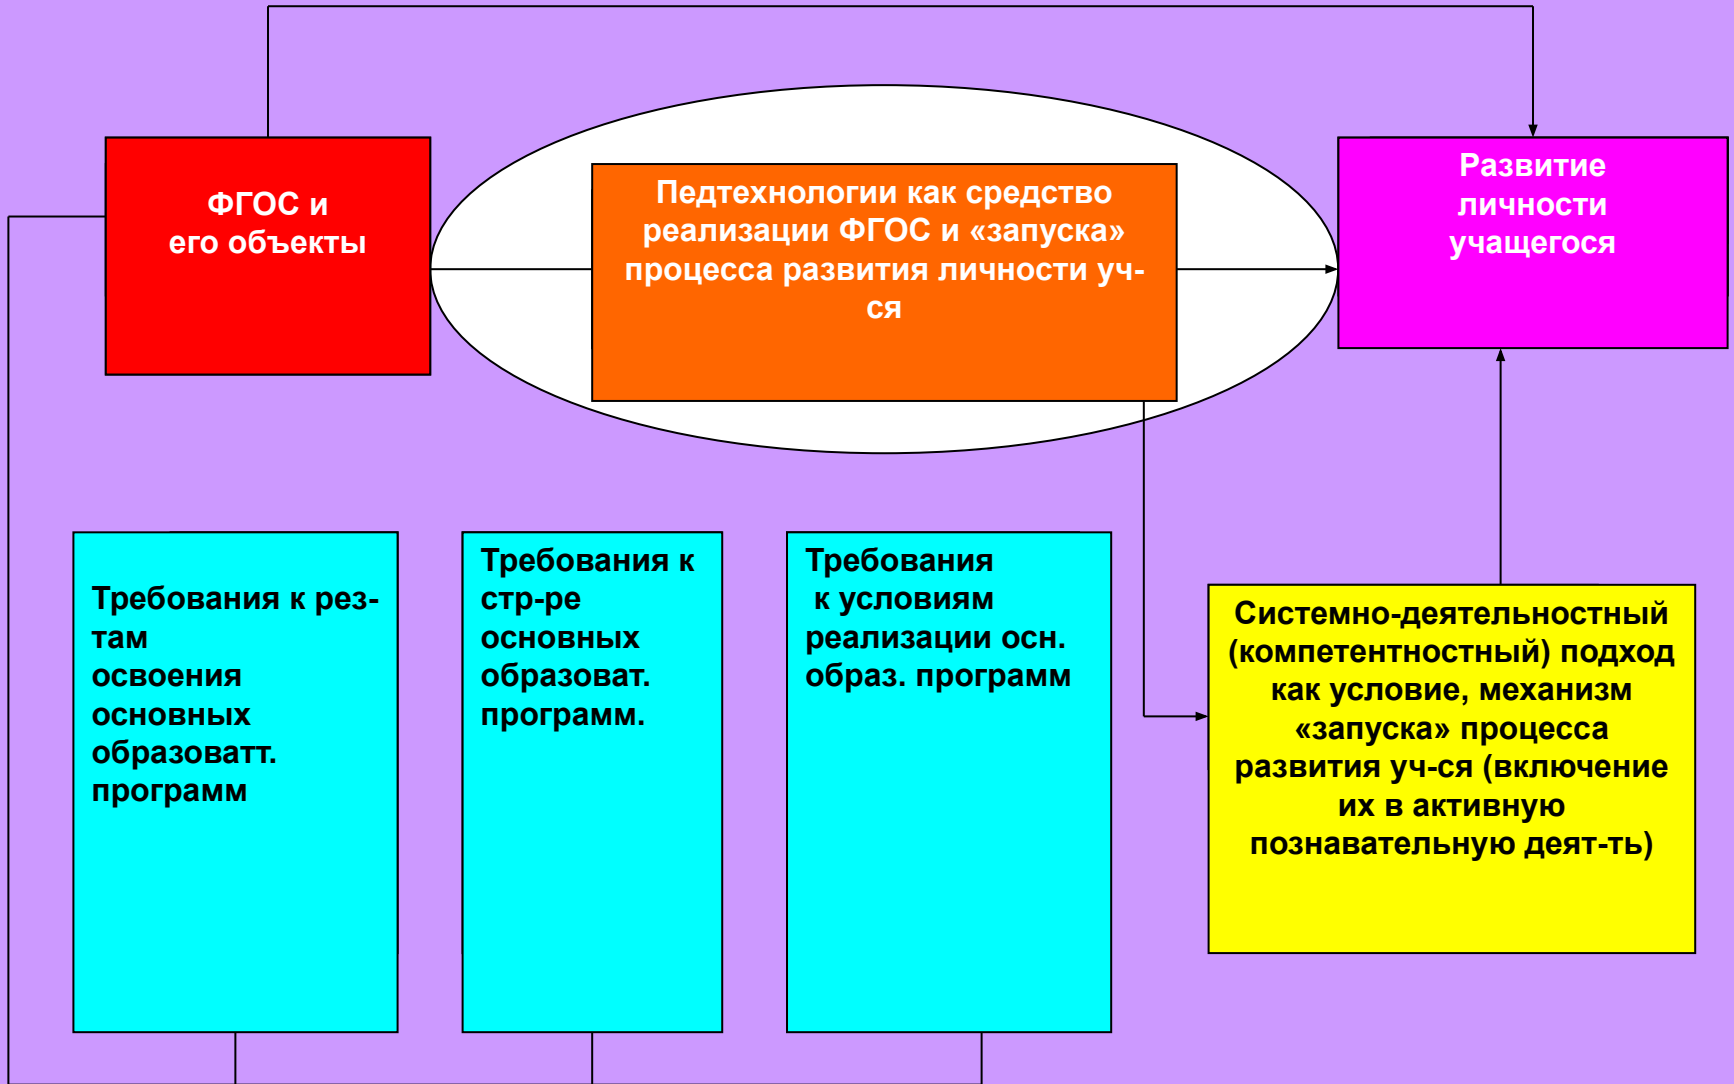 ФГОС и
его объекты
Педтехнологии как средство
реализации ФГОС и «запуска»
процесса развития личности уч-
ся
Развитие
личности
учащегося
Требования к рез-
там
освоения
основных
образоватт.
программ
Требования к
стр-ре
основных
образоват.
программ.
Требования
к условиям
реализации осн.
образ. программ
Системно-деятельностный
(компетентностный) подход
как условие, механизм
«запуска» процесса
развития уч-ся (включение
их в активную
познавательную деят-ть)